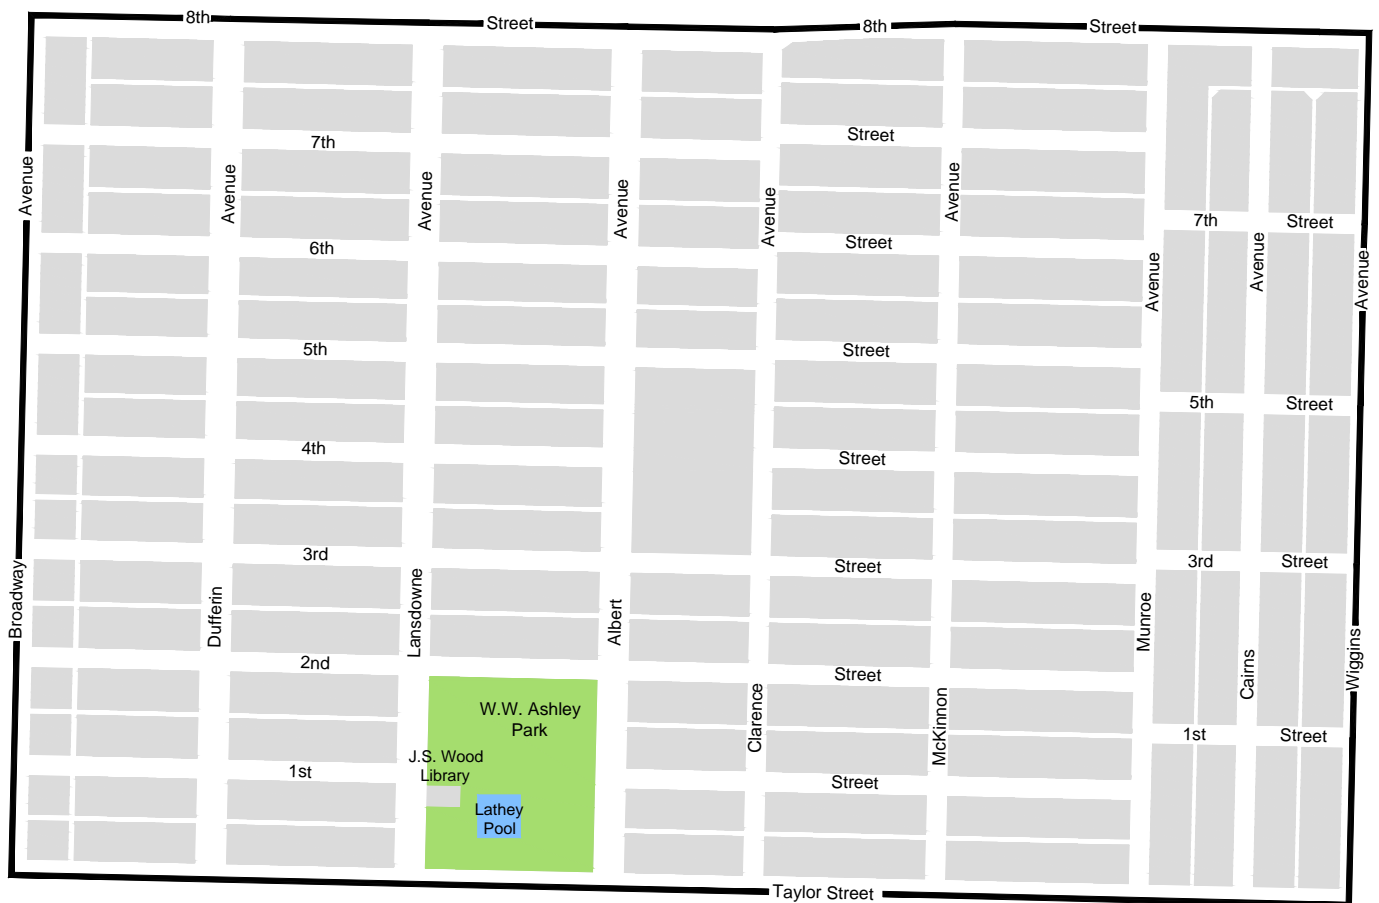 8th
Street
8th
Street
7th
Street
Avenue
Avenue
Avenue
Avenue
Avenue
Avenue
7th
Street
6th
Street
Avenue
Avenue
Avenue
5th
Street
5th
Street
4th
Street
3rd
Street
3rd
Street
Broadway
Dufferin
Lansdowne
Albert
Munroe
Wiggins
2nd
Street
Cairns
Clarence
McKinnon
W.W. Ashley
Park
1st
Street
J.S. Wood
Library
1st
Street
Lathey
Pool
Taylor Street